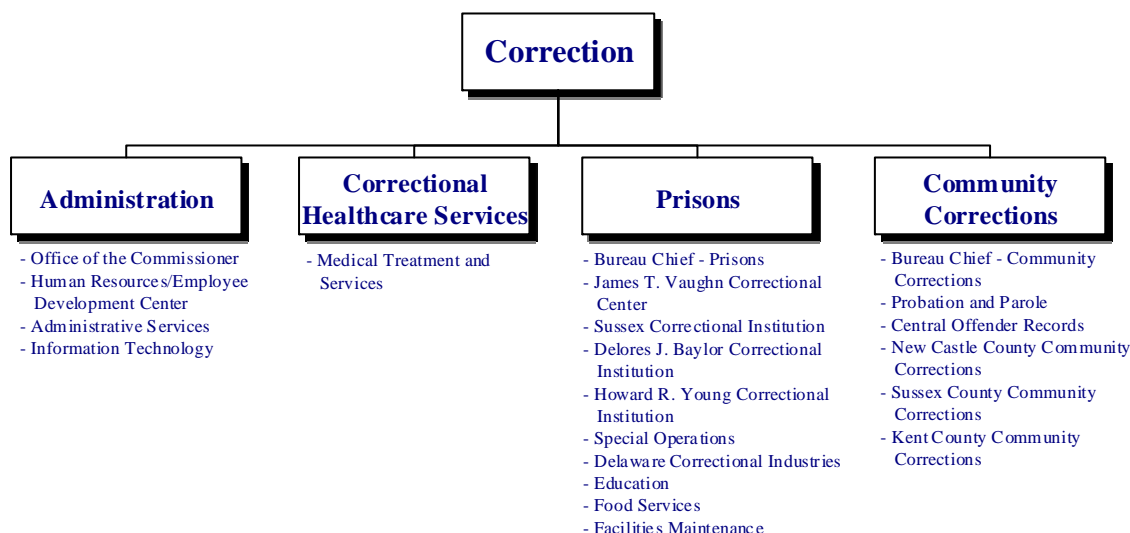 Correction
Administration
- Office of the Commissioner
- Human Resources/Employee
Development Center
- Administrative Services
- Information Technology
Correctional
Healthcare Services
- Medical Treatment and
Services
Prisons
- Bureau Chief - Prisons
- James T. Vaughn Correctional
Center
- Sussex Correctional Institution
- Delores J. Baylor Correctional
Institution
- Howard R. Young Correctional
Institution
- Special Operations
- Delaware Correctional Industries
- Education
- Food Services
- Facilities Maintenance
Community
Corrections
- Bureau Chief - Community
Corrections
- Probation and Parole
- Central Offender Records
- New Castle County Community
Corrections
- Sussex County Community
Corrections
- Kent County Community
Corrections